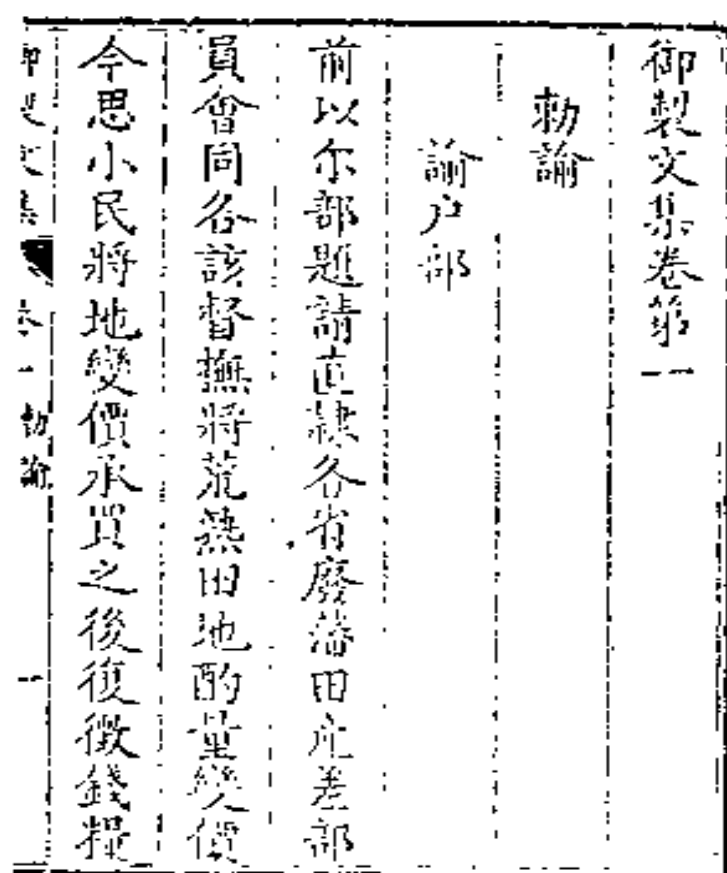 御製文集卷第一
勅諭
諭户部
前以尔部題請直隷各省廢藩田產差部
員會同各該督撫將荒熟田地酌量變價
今思小民將地變價承買之後復徴錢糧
御製文集 卷一 勅諭 一